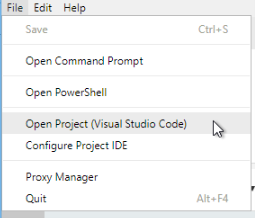 File Edit Help
Save Ctrl+S
Open Command Prompt
Open PowerShell
Open Project (Visual Studio Code)
Configure Project IDE
Proxy Manager
Quit Alt+F4